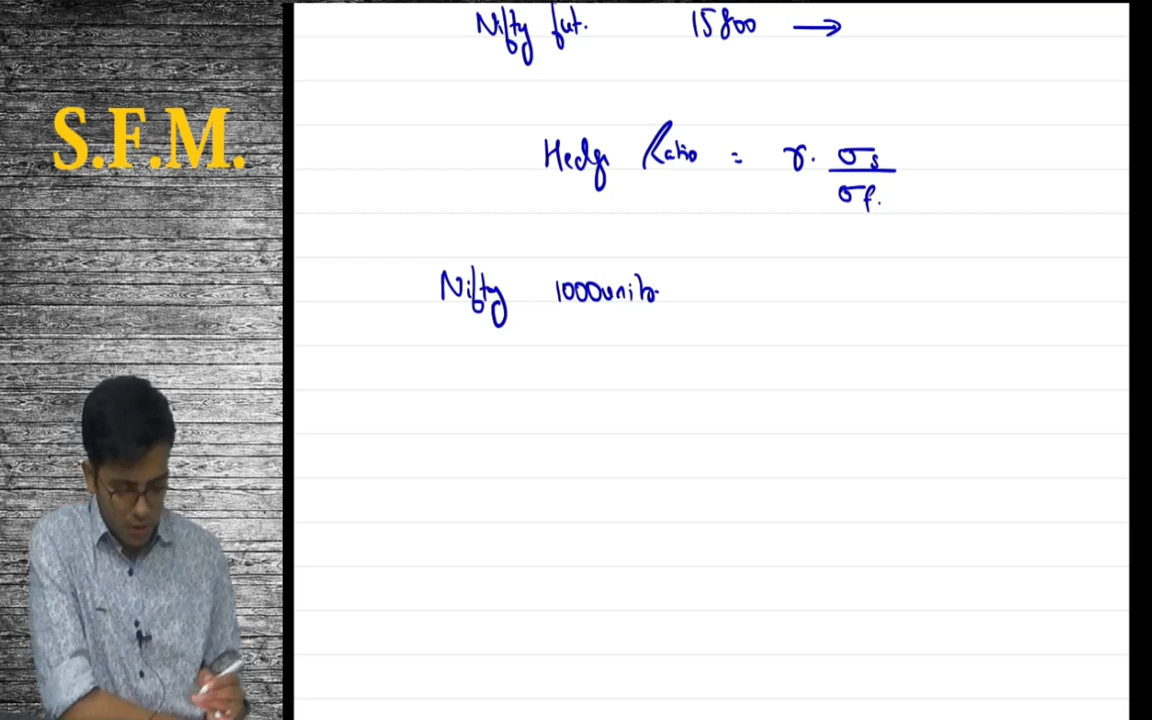 Nifty fut. 15800 →
S.F.M.
Hedge Ratio = r. σs / σf.
Nifty 1000units.